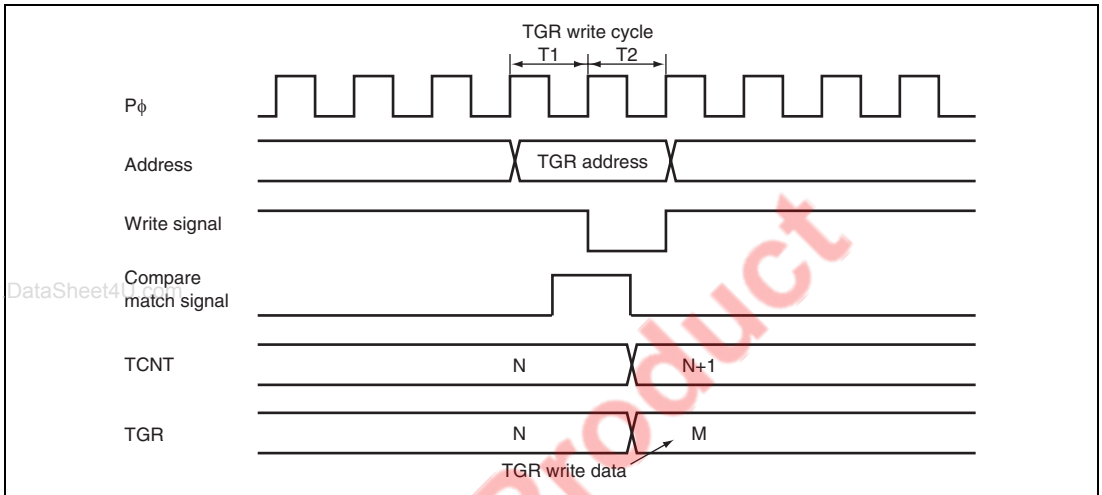 TGR write cycle
T1 T2
Pϕ
Address TGR address
Write signal
Compare
match signal
DataSheet4U.com
TCNT N N+1
TGR N M
TGR write data
Product